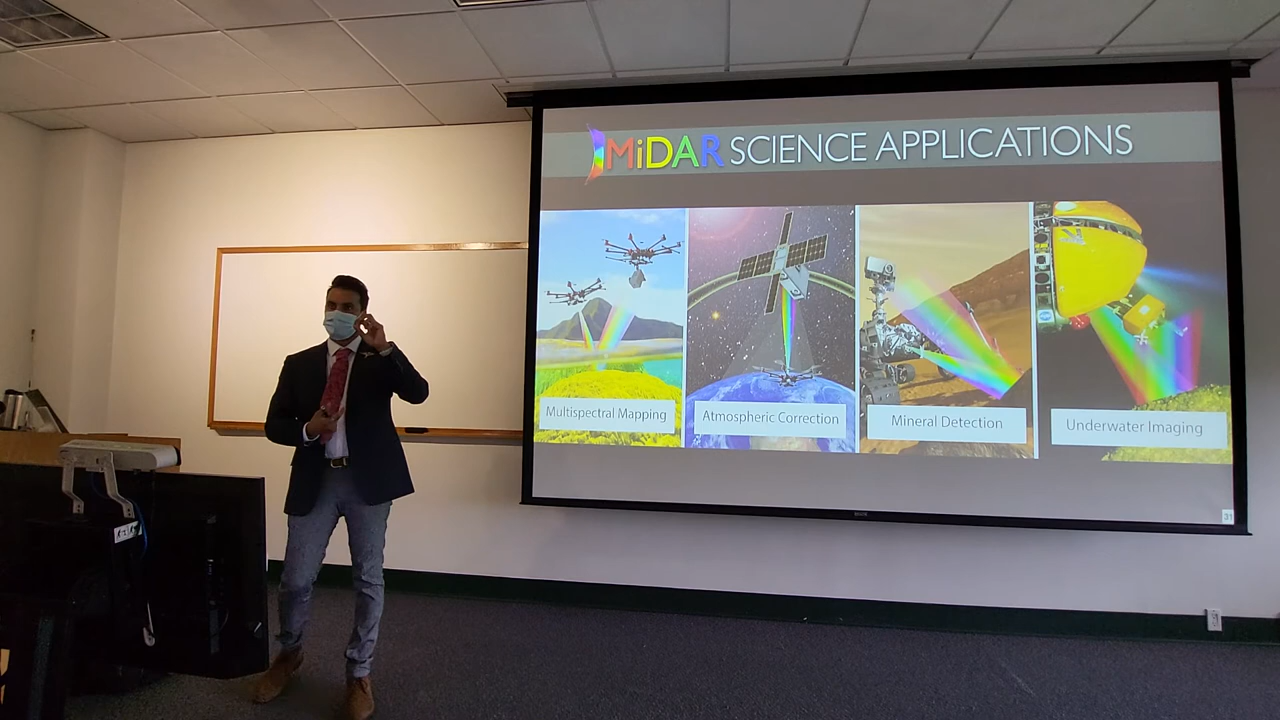 MiDAR SCIENCE APPLICATIONS
Multispectral Mapping
Atmospheric Correction
Mineral Detection
Underwater Imaging
31